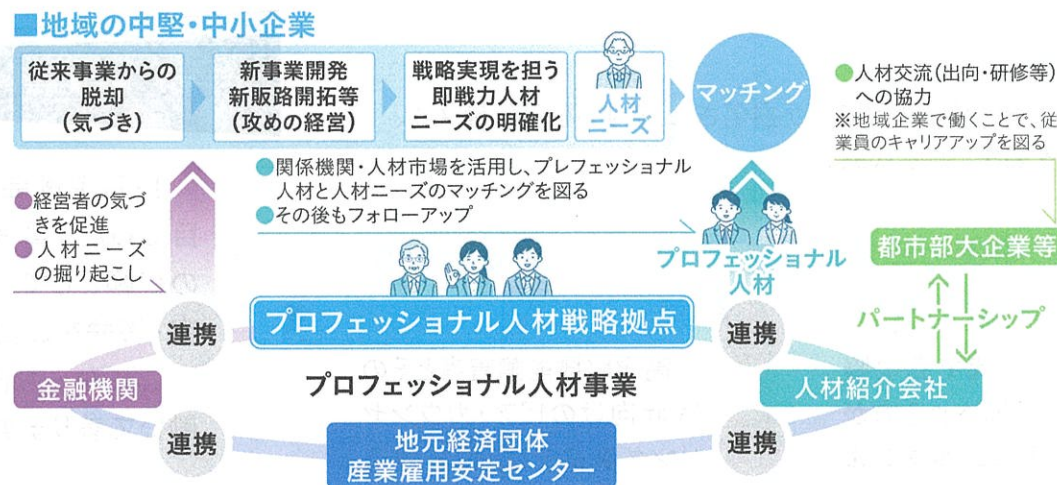 ■地域の中堅・中小企業
従来事業からの
脱却
(気づき)
新事業開発
新販路開拓等
(攻めの経営)
戦略実現を担う
即戦力人材
ニーズの明確化
人材
ニーズ
マッチング
●人材交流(出向・研修等)
への協力
※地域企業で働くことで、従
業員のキャリアアップを図る
●経営者の気づ
きを促進
●人材ニーズ
の掘り起こし
●関係機関・人材市場を活用し、プレフェッショナル
人材と人材ニーズのマッチングを図る
●その後もフォローアップ
プロフェッショナル
人材
都市部大企業等
パートナーシップ
連携
プロフェッショナル人材戦略拠点
連携
金融機関
プロフェッショナル人材事業
人材紹介会社
連携
地元経済団体
産業雇用安定センター
連携